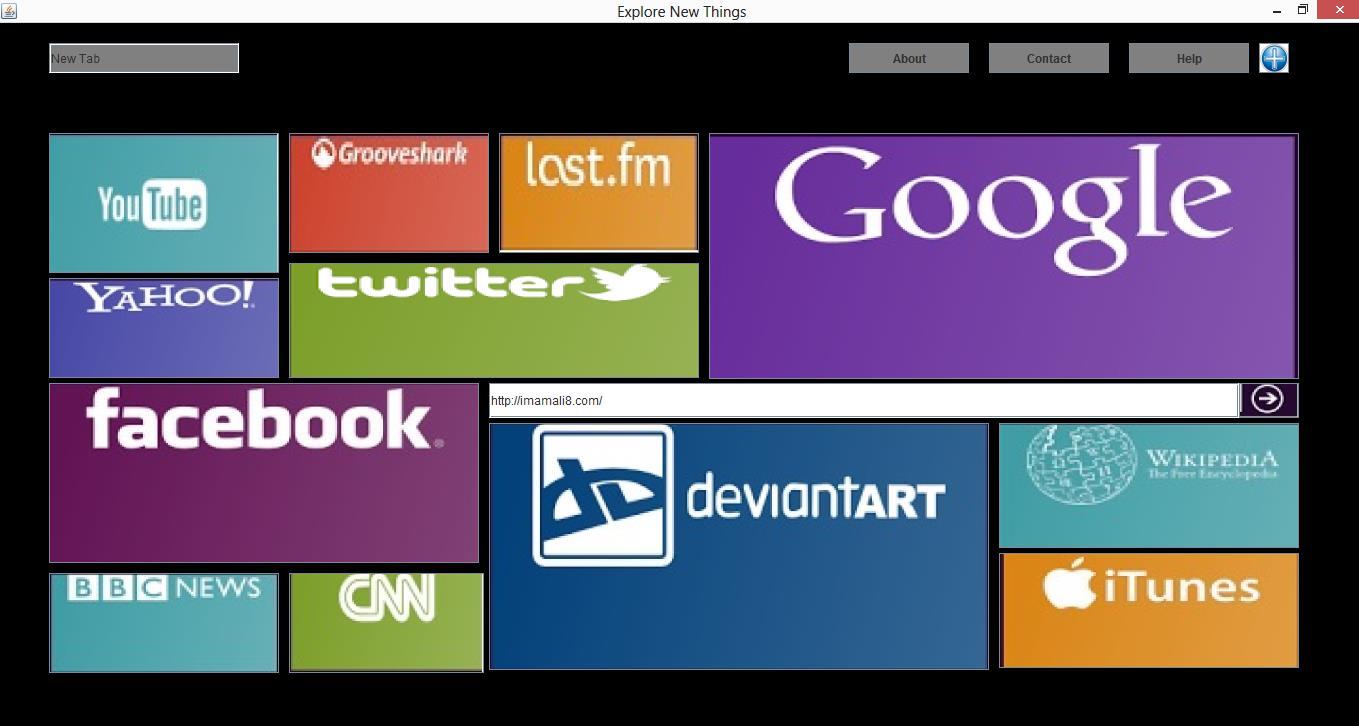 Explore New Things
New Tab
About
Contact
Help
YouTube
Grooveshark
last.fm
Google
YAHOO!
twitter
facebook®
http://imamali8.com/
deviantART
WIKIPEDIA
The Free Encyclopedia
BBC NEWS
CNN
iTunes